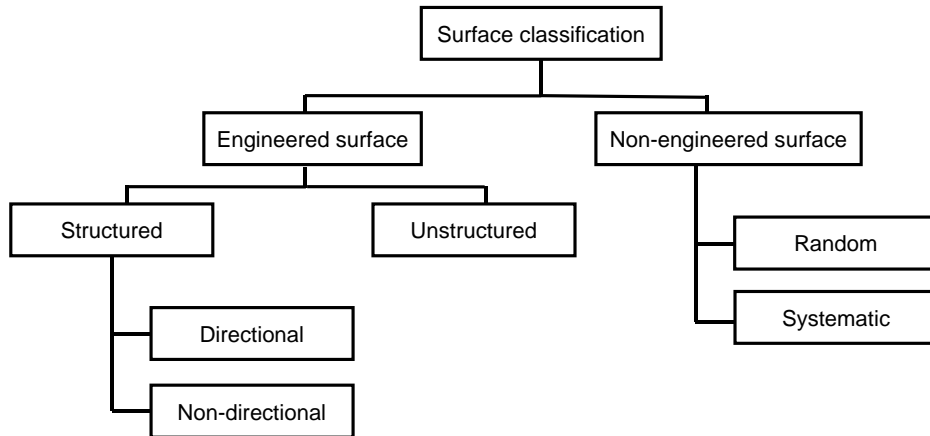 Surface classification
Engineered surface
Non-engineered surface
Structured
Unstructured
Random
Systematic
Directional
Non-directional